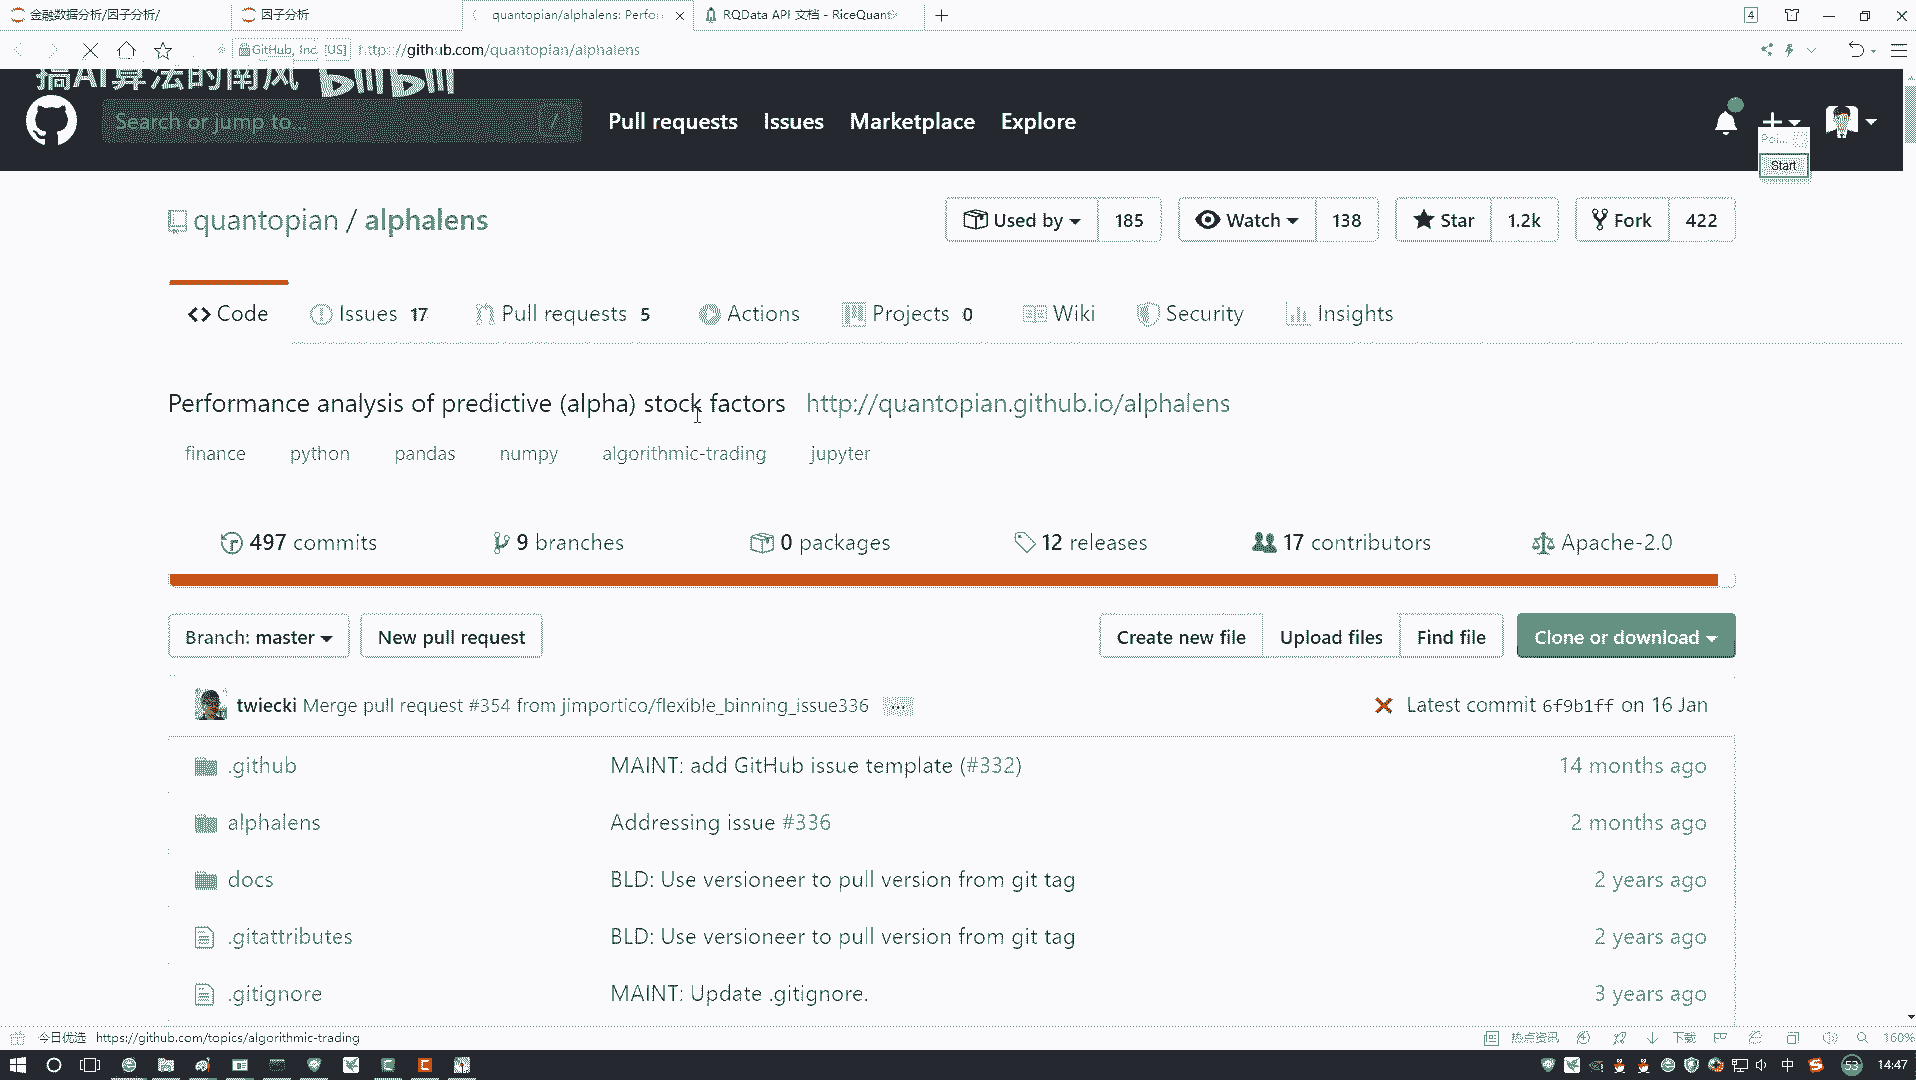 金融数据分析/因子分析/
因子分析
quantopian/alphalens: Perfo
RQData API 文档 - RiceQuant
4
GitHub, Inc. [US]
https://github.com/quantopian/alphalens
搞AI算法的南风 bilibili
Search or jump to...
/
Pull requests
Issues
Marketplace
Explore
Poi...
Start
quantopian / alphalens
Used by 185
Watch 138
Star 1.2k
Fork 422
Code
Issues 17
Pull requests 5
Actions
Projects 0
Wiki
Security
Insights
Performance analysis of predictive (alpha) stock factors http://quantopian.github.io/alphalens
finance python pandas numpy algorithmic-trading jupyter
497 commits
9 branches
0 packages
12 releases
17 contributors
Apache-2.0
Branch: master
New pull request
Create new file
Upload files
Find file
Clone or download
twiecki Merge pull request #354 from jimportico/flexible_binning_issue336 ...
Latest commit 6f9b1ff on 16 Jan
.github MAINT: add GitHub issue template (#332) 14 months ago
alphalens Addressing issue #336 2 months ago
docs BLD: Use versioneer to pull version from git tag 2 years ago
.gitattributes BLD: Use versioneer to pull version from git tag 2 years ago
.gitignore MAINT: Update .gitignore. 3 years ago
今日优选 https://github.com/topics/algorithmic-trading
热点资讯
下载
160%
中
53
14:47